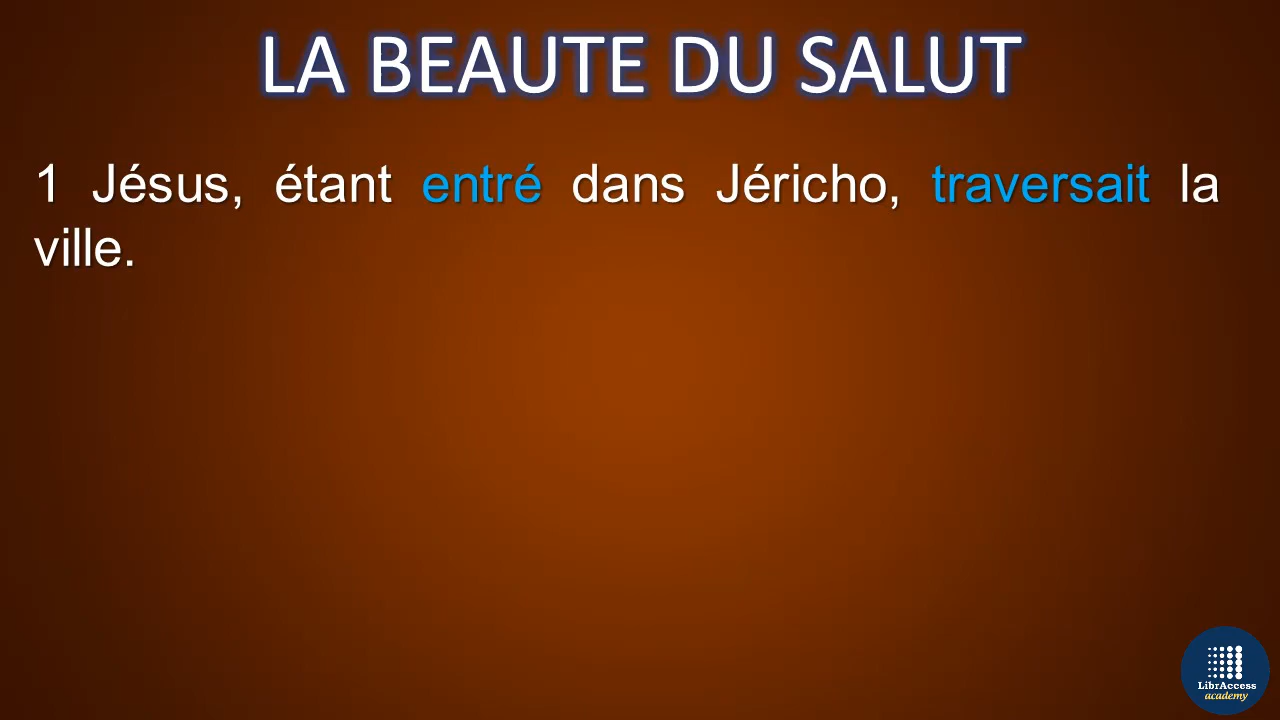 LA BEAUTE DU SALUT
1 Jésus, étant entré dans Jéricho, traversait la
ville.
LibrAccess
academy